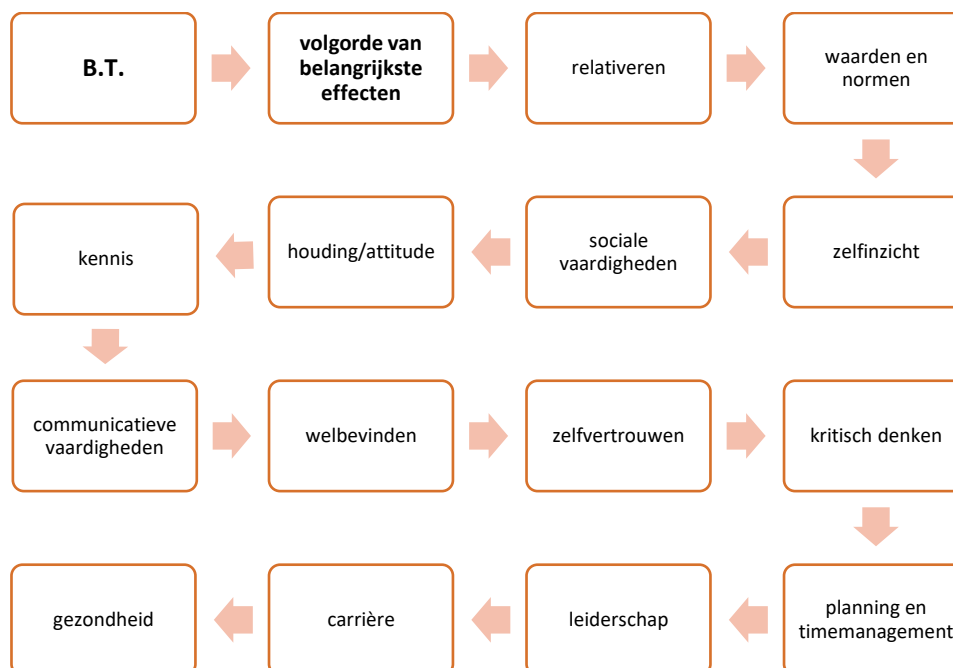 B.T.
volgorde van
belangrijkste
effecten
relativeren
waarden en
normen
zelfinzicht
sociale
vaardigheden
houding/attitude
kennis
communicatieve
vaardigheden
welbevinden
zelfvertrouwen
kritisch denken
planning en
timemanagement
leiderschap
carrière
gezondheid